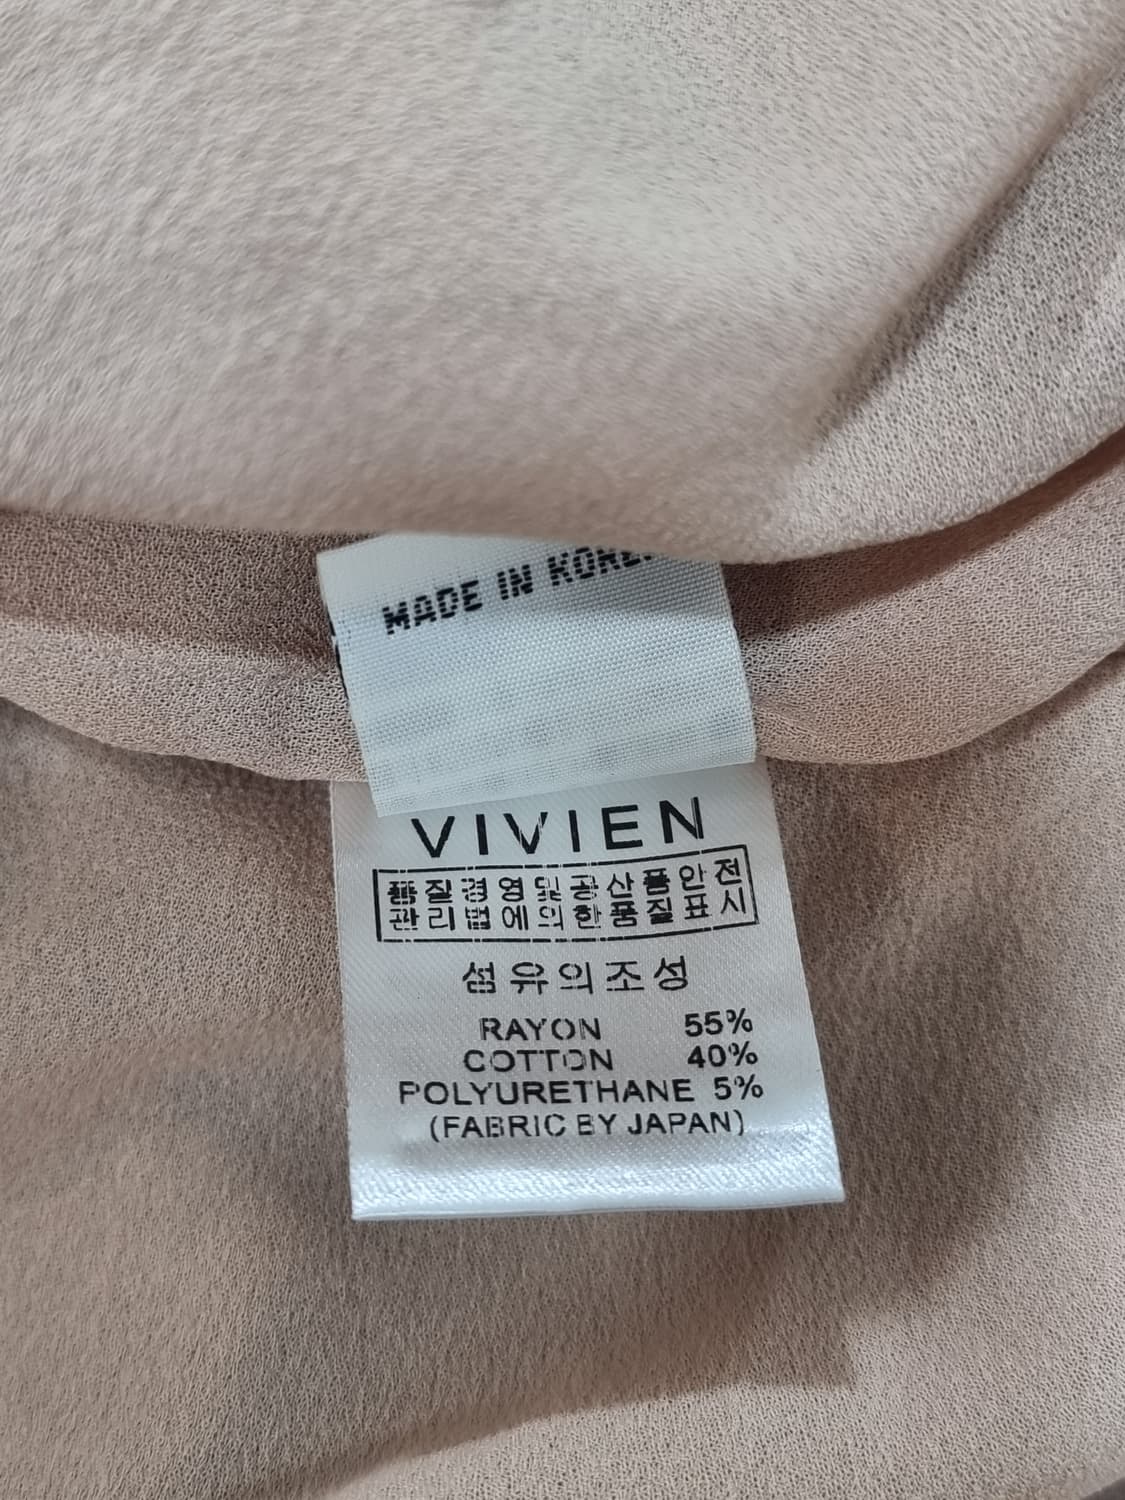 MADE IN KOREA
VIVIEN
품질경영및공산품안전
관리법에의한품질표시
섬유의조성
RAYON 55%
COTTON 40%
POLYURETHANE 5%
(FABRIC BY JAPAN)